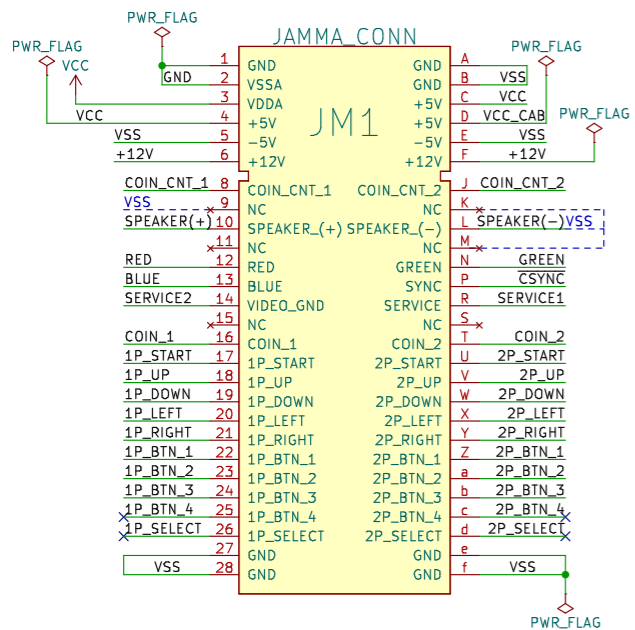 JAMMA_CONN
PWR_FLAG
PWR_FLAG
VCC
PWR_FLAG
PWR_FLAG
JM1
1 GND GND A
GND 2 VSSA GND B VSS
3 VDDA +5V C VCC
VCC 4 +5V +5V D VCC_CAB
VSS 5 -5V -5V E VSS
+12V 6 +12V +12V F +12V
COIN_CNT_1 8 COIN_CNT_1 COIN_CNT_2 J COIN_CNT_2
VSS 9 NC NC K
SPEAKER(+) 10 SPEAKER_(+) SPEAKER_(-) L SPEAKER(-) VSS
11 NC NC M
RED 12 RED GREEN N GREEN
BLUE 13 BLUE SYNC P CSYNC
SERVICE2 14 VIDEO_GND SERVICE R SERVICE1
15 NC NC S
COIN_1 16 COIN_1 COIN_2 T COIN_2
1P_START 17 1P_START 2P_START U 2P_START
1P_UP 18 1P_UP 2P_UP V 2P_UP
1P_DOWN 19 1P_DOWN 2P_DOWN W 2P_DOWN
1P_LEFT 20 1P_LEFT 2P_LEFT X 2P_LEFT
1P_RIGHT 21 1P_RIGHT 2P_RIGHT Y 2P_RIGHT
1P_BTN_1 22 1P_BTN_1 2P_BTN_1 Z 2P_BTN_1
1P_BTN_2 23 1P_BTN_2 2P_BTN_2 a 2P_BTN_2
1P_BTN_3 24 1P_BTN_3 2P_BTN_3 b 2P_BTN_3
1P_BTN_4 25 1P_BTN_4 2P_BTN_4 c 2P_BTN_4
1P_SELECT 26 1P_SELECT 2P_SELECT d 2P_SELECT
27 GND GND e
VSS 28 GND GND f VSS
PWR_FLAG